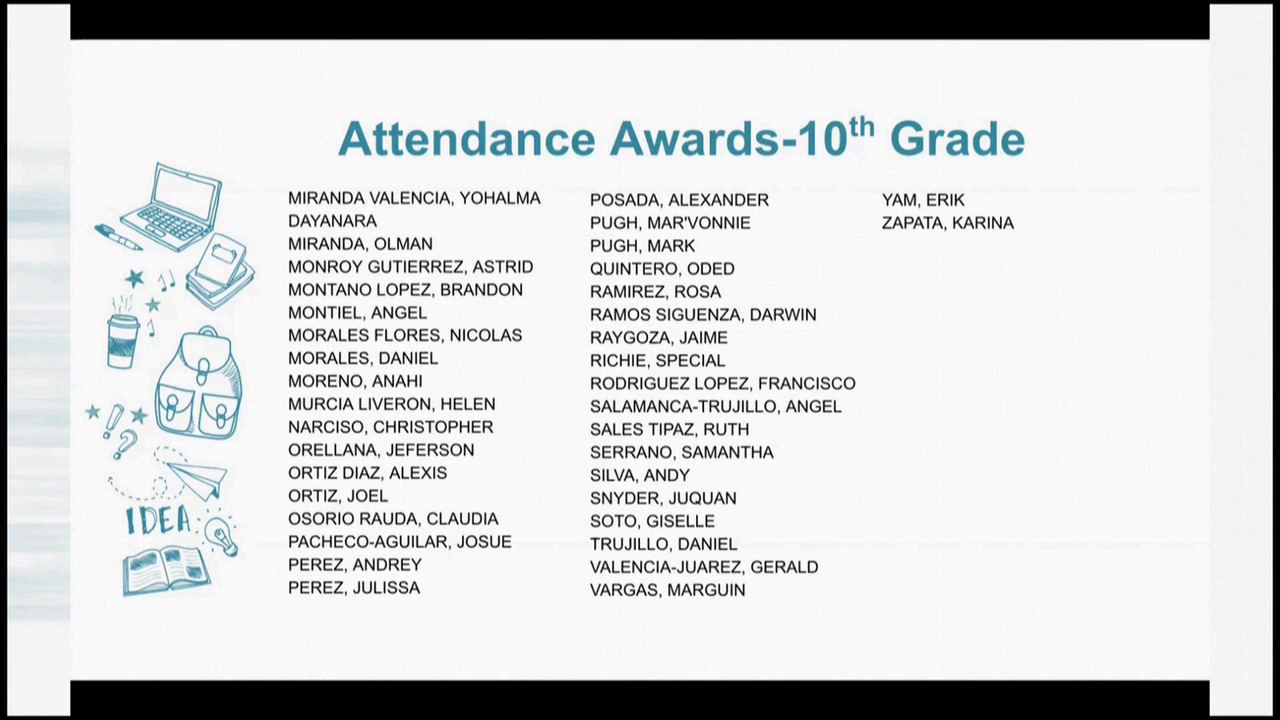 Attendance Awards-10th Grade
MIRANDA VALENCIA, YOHALMA
DAYANARA
MIRANDA, OLMAN
MONROY GUTIERREZ, ASTRID
MONTANO LOPEZ, BRANDON
MONTIEL, ANGEL
MORALES FLORES, NICOLAS
MORALES, DANIEL
MORENO, ANAHI
MURCIA LIVERON, HELEN
NARCISO, CHRISTOPHER
ORELLANA, JEFERSON
ORTIZ DIAZ, ALEXIS
ORTIZ, JOEL
OSORIO RAUDA, CLAUDIA
PACHECO-AGUILAR, JOSUE
PEREZ, ANDREY
PEREZ, JULISSA
POSADA, ALEXANDER
PUGH, MAR'VONNIE
PUGH, MARK
QUINTERO, ODED
RAMIREZ, ROSA
RAMOS SIGUENZA, DARWIN
RAYGOZA, JAIME
RICHIE, SPECIAL
RODRIGUEZ LOPEZ, FRANCISCO
SALAMANCA-TRUJILLO, ANGEL
SALES TIPAZ, RUTH
SERRANO, SAMANTHA
SILVA, ANDY
SNYDER, JUQUAN
SOTO, GISELLE
TRUJILLO, DANIEL
VALENCIA-JUAREZ, GERALD
VARGAS, MARGUIN
YAM, ERIK
ZAPATA, KARINA
IDEA